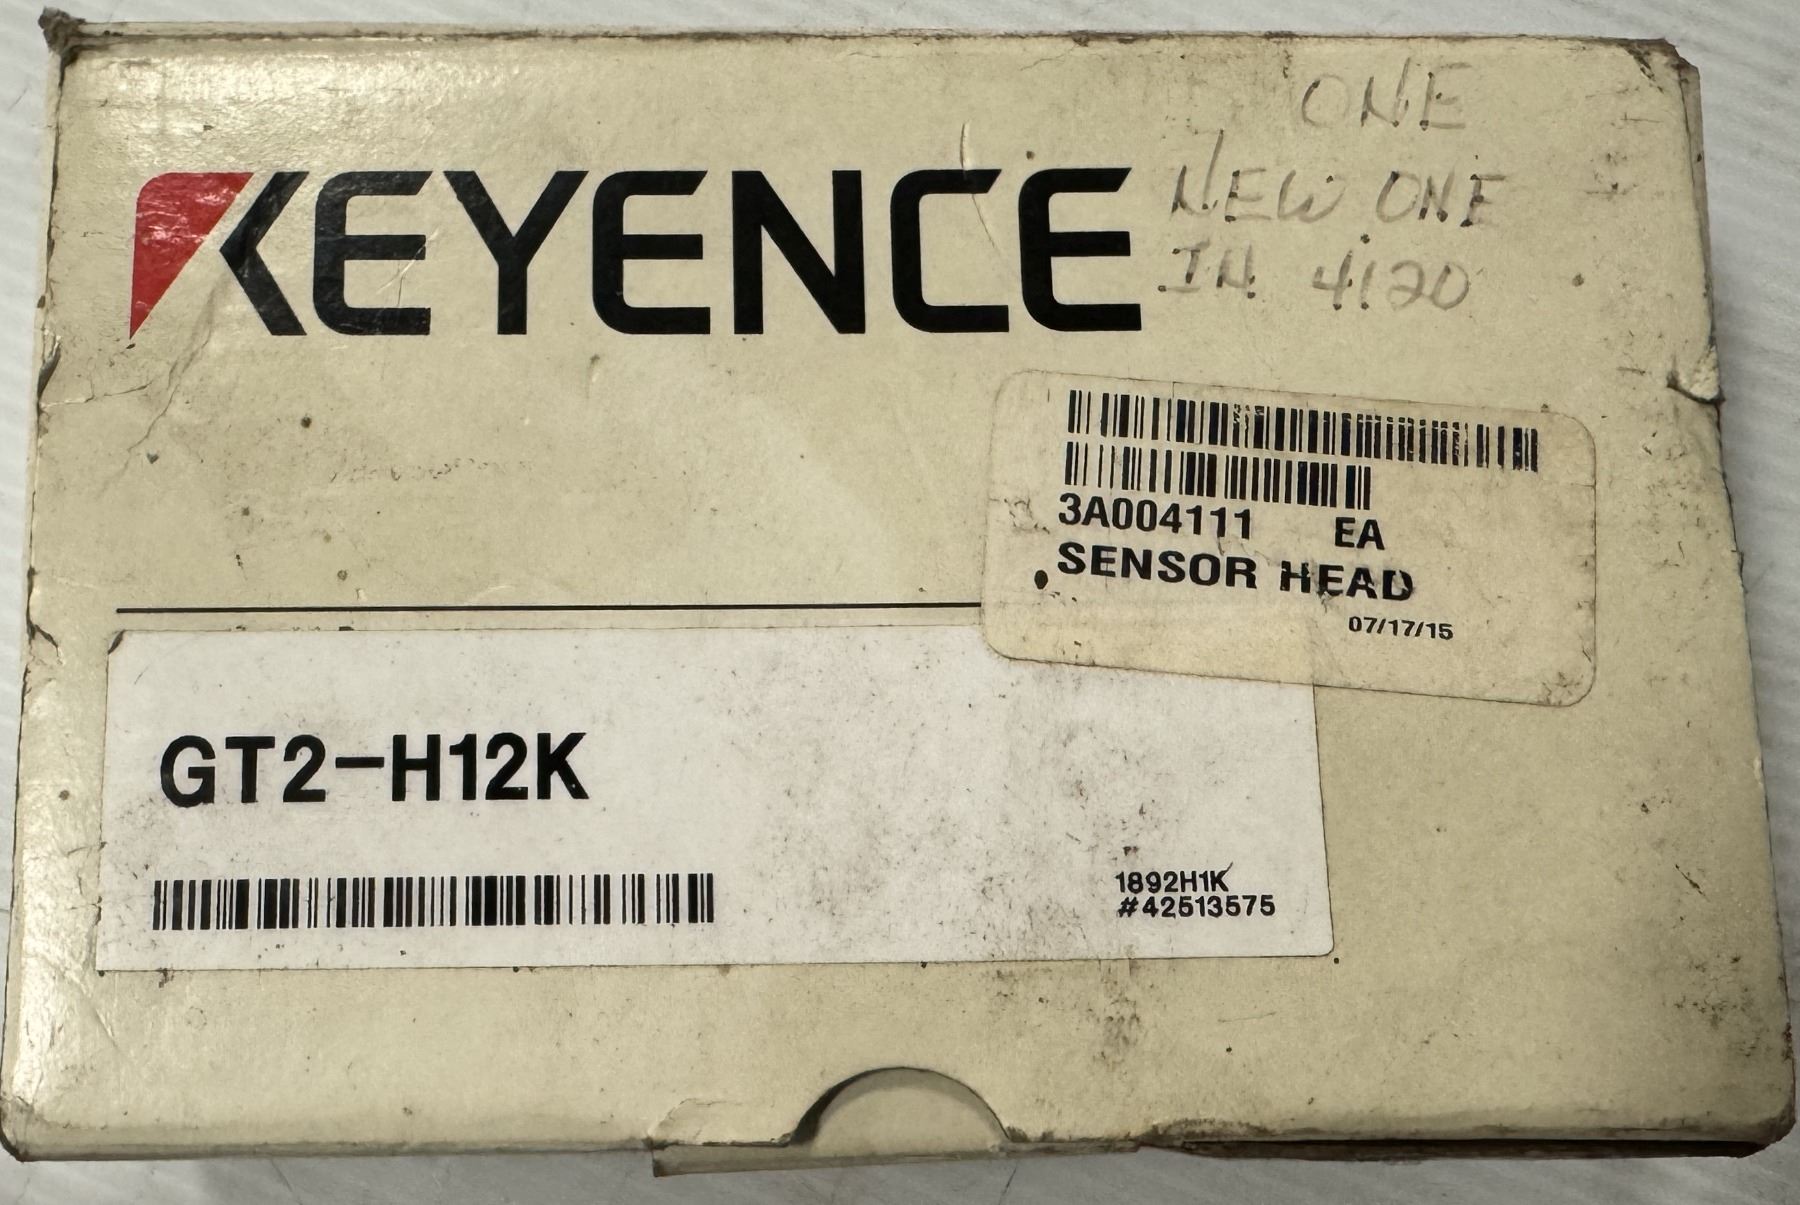 ONE
NEW ONE
IN 4120
KEYENCE
3A004111 EA
SENSOR HEAD
07/17/15
GT2-H12K
1892H1K
#42513575